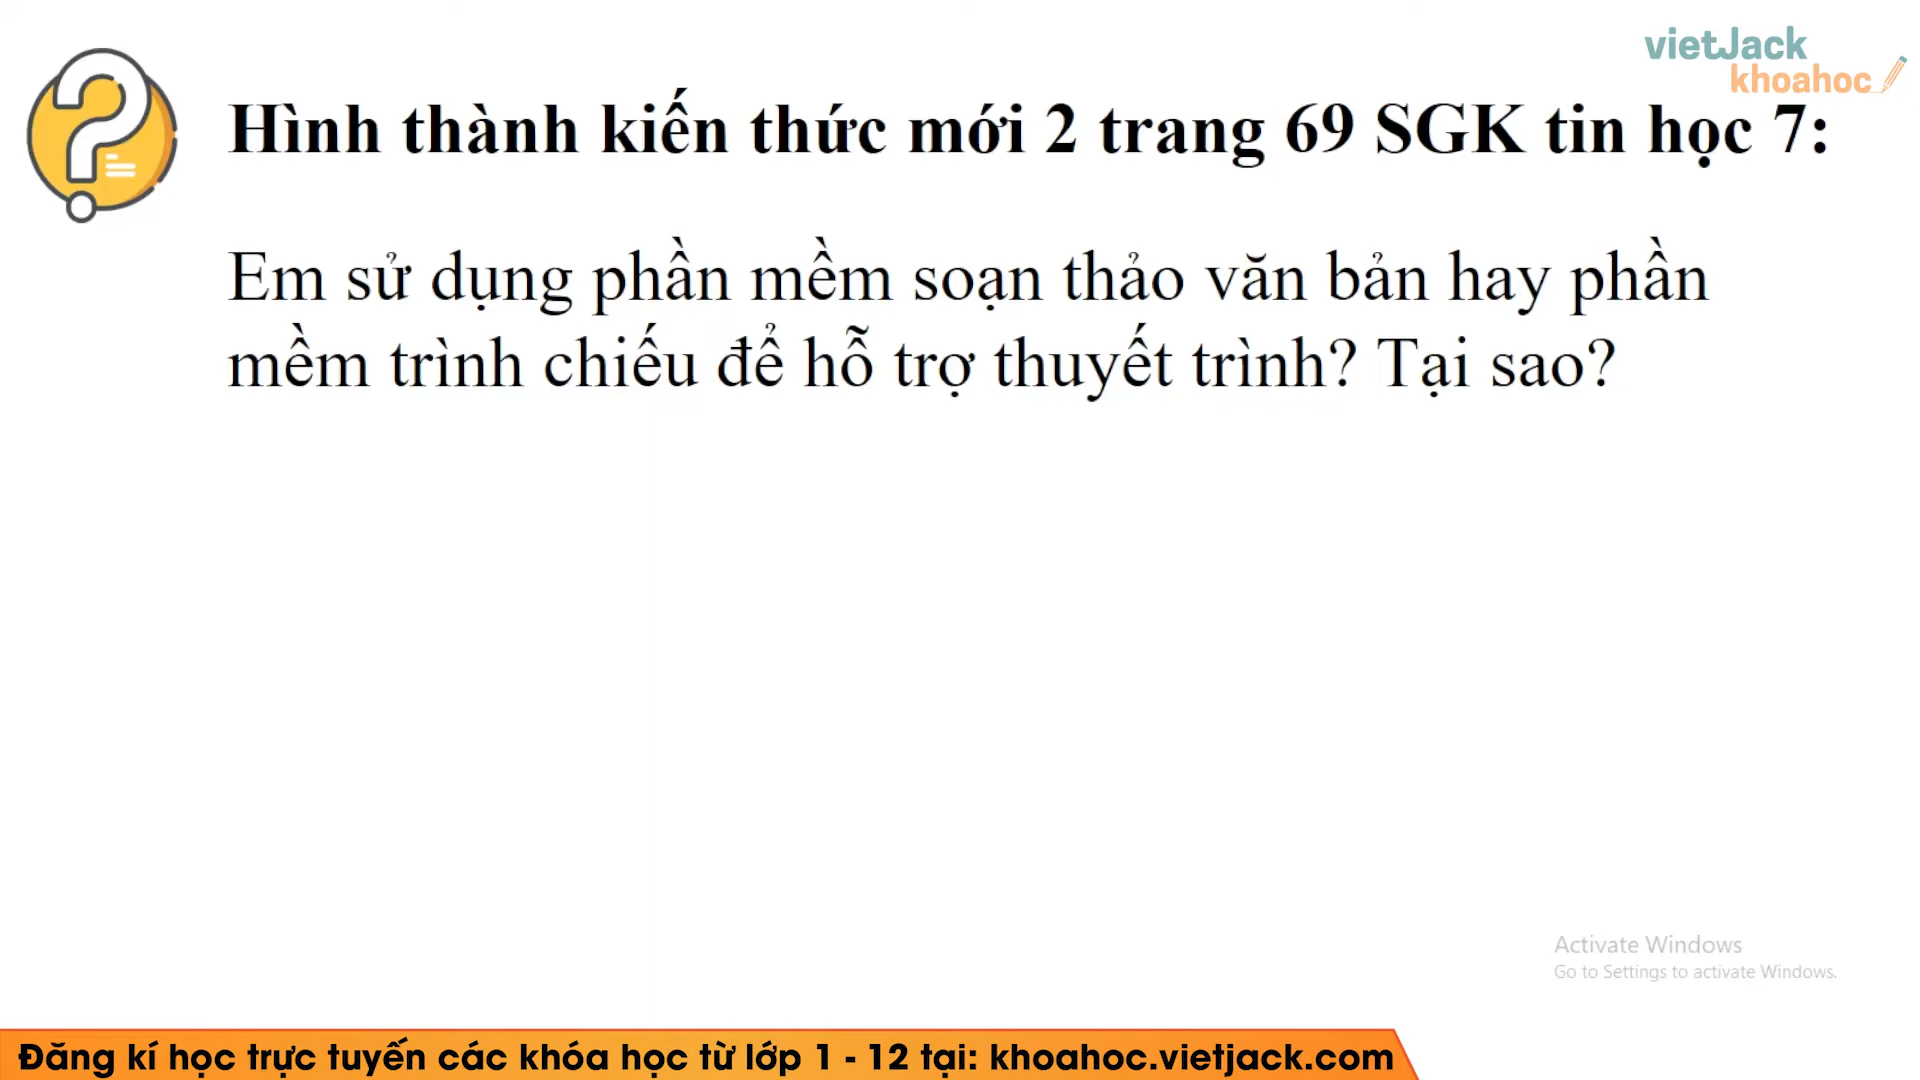 vietJack
khoahoc
Hình thành kiến thức mới 2 trang 69 SGK tin học 7:
Em sử dụng phần mềm soạn thảo văn bản hay phần
mềm trình chiếu để hỗ trợ thuyết trình? Tại sao?
Activate Windows
Go to Settings to activate Windows.
Đăng kí học trực tuyến các khóa học từ lớp 1 - 12 tại: khoahoc.vietjack.com